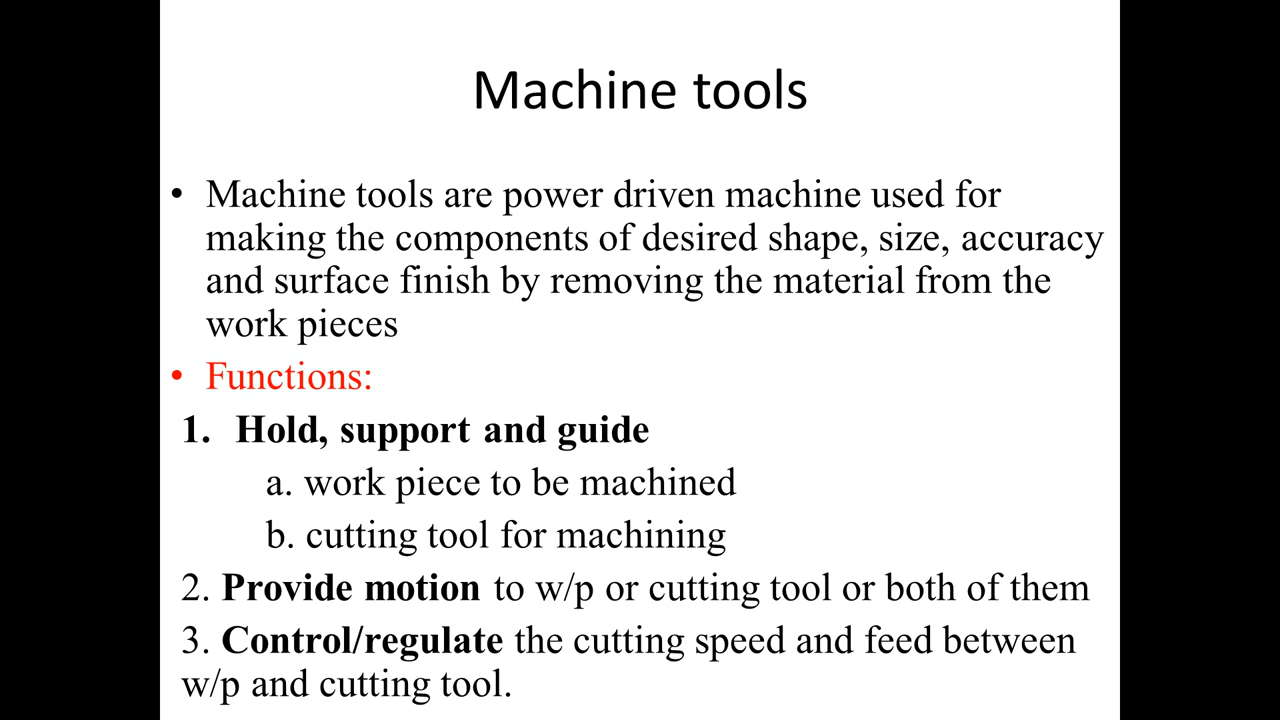 Machine tools
• Machine tools are power driven machine used for
making the components of desired shape, size, accuracy
and surface finish by removing the material from the
work pieces
• Functions:
1. Hold, support and guide
a. work piece to be machined
b. cutting tool for machining
2. Provide motion to w/p or cutting tool or both of them
3. Control/regulate the cutting speed and feed between
w/p and cutting tool.